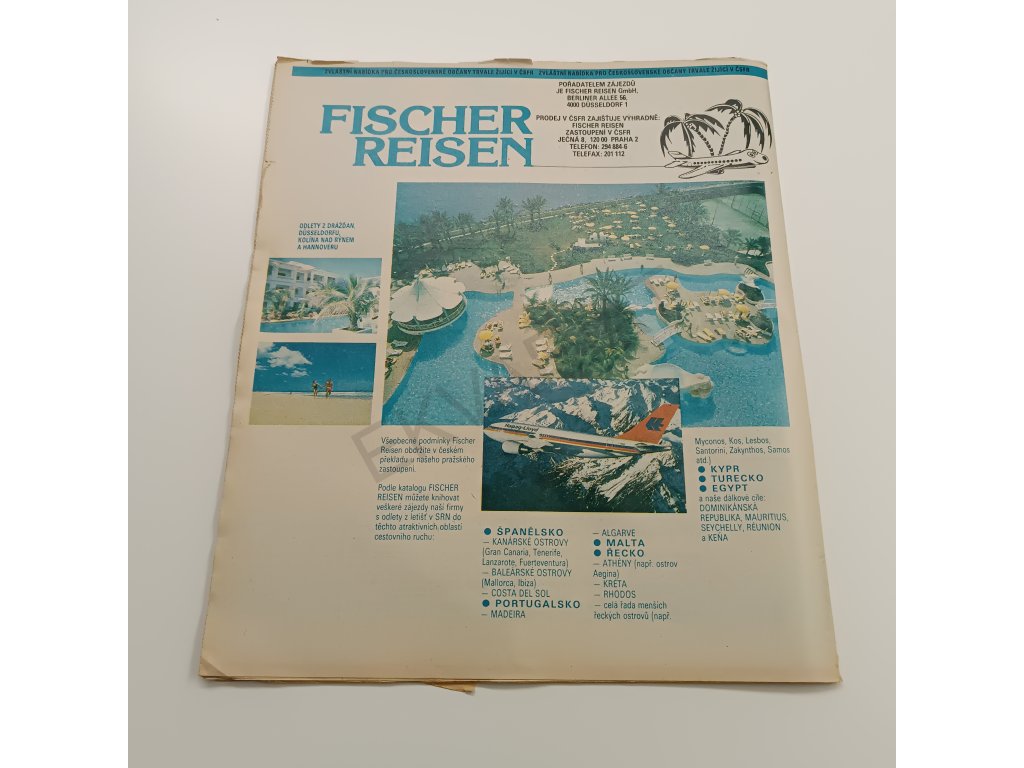 ZVLÁŠTNÍ NABÍDKA PRO ČESKOSLOVENSKÉ OBČANY TRVALE ŽIJÍCÍ V ČSFR ZVLÁŠTNÍ NABÍDKA PRO ČESKOSLOVENSKÉ OBČANY TRVALE ŽIJÍCÍ V ČSFR
FISCHER
REISEN
POŘADATELEM ZÁJEZDŮ
JE FISCHER REISEN GmbH,
BERLINER ALLEE 56,
4000 DÜSSELDORF 1
PRODEJ V ČSFR ZAJIŠŤUJE VÝHRADNĚ:
FISCHER REISEN
ZASTOUPENÍ V ČSFR
JEČNÁ 8, 120 00 PRAHA 2
TELEFON: 294 884-6
TELEFAX: 201 112
ODLETY Z DRÁŽĎAN,
DÜSSELDORFU,
KOLÍNA NAD RÝNEM
A HANNOVERU
Hapag-Lloyd
Všeobecné podmínky Fischer
Reisen obdržíte v českém
překladu u našeho pražského
zastoupení.
Podle katalogu FISCHER
REISEN můžete knihovat
veškeré zájezdy naší firmy
s odlety z letišť v SRN do
těchto atraktivních oblastí
cestovního ruchu:
● ŠPANĚLSKO
— KANÁRSKÉ OSTROVY
(Gran Canaria, Tenerife,
Lanzarote, Fuerteventura)
— BALEÁRSKÉ OSTROVY
(Mallorca, Ibiza)
— COSTA DEL SOL
● PORTUGALSKO
— MADEIRA
— ALGARVE
● MALTA
● ŘECKO
— ATHÉNY (např. ostrov
Aegina)
— KRÉTA
— RHODOS
— celá řada menších
řeckých ostrovů (např.
Myconos, Kos, Lesbos,
Santorini, Zakynthos, Samos
atd.)
● KYPR
● TURECKO
● EGYPT
a naše dálkové cíle:
DOMINIKÁNSKÁ
REPUBLIKA, MAURITIUS,
SEYCHELLY, RÉUNION
a KEŇA